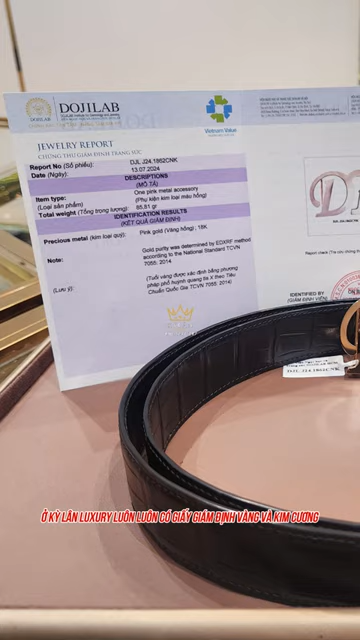 DOJILAB
JEWELRY REPORT
CHỨNG THƯ GIÁM ĐỊNH TRANG SỨC
Vietnam Value
Report No (Số phiếu): DJL J24.1862CNK
Date (Ngày): 13.07.2024
DESCRIPTIONS
(MÔ TẢ)
Item One pink metal accessory
(Loại sản phẩm) (Phụ kiện kim loại màu hồng)
Total weight (Tổng trọng lượng): 85,81 gr
IDENTIFICATION RESULTS
(KẾT QUẢ GIÁM ĐỊNH)
Precious metal (kim loại quý): Pink gold (Vàng hồng), 18K
Note: Gold purity was determined by EDXRF method
according to the National Standard TCVN
7055: 2014
(Lưu ý): (Tuổi vàng được xác định bằng phương
pháp phổ huỳnh quang tia X theo Tiêu
Chuẩn Quốc Gia TCVN 7055: 2014)
Report check
IDENTIFIED BY
(GIÁM ĐỊNH VIÊN)
DJL J24.1862CNK
Ở KỲ LÂN LUXURY LUÔN LUÔN CÓ GIẤY GIÁM ĐỊNH VÀNG VÀ KIM CƯƠNG